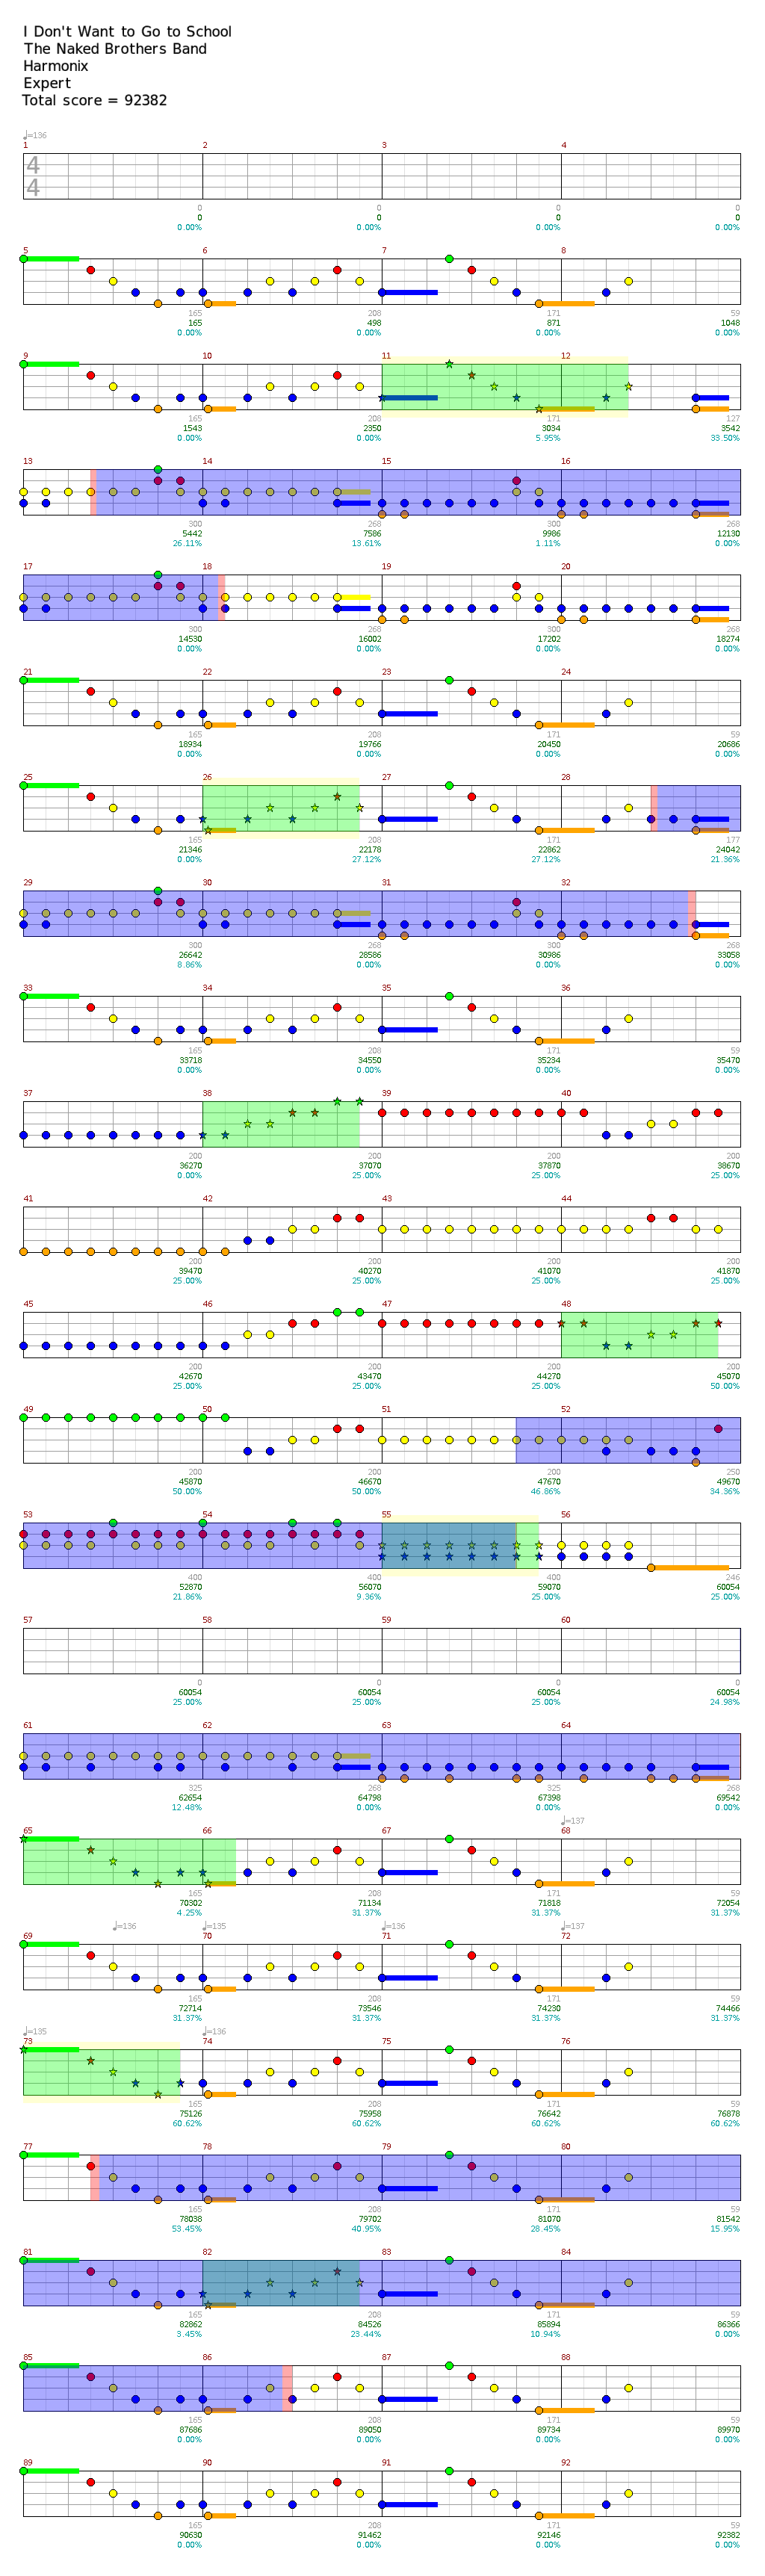 I Don't Want to Go to School
The Naked Brothers Band
Harmonix
Expert
Total score = 92382
♩=136
1 2 3 4
4
4
0 0 0 0
0 0 0 0
0.00% 0.00% 0.00% 0.00%
5 6 7 8
165 208 171 59
165 498 871 1048
0.00% 0.00% 0.00% 0.00%
9 10 11 12
165 208 171 127
1543 2350 3034 3542
0.00% 0.00% 5.95% 33.50%
13 14 15 16
300 268 300 268
5442 7586 9986 12130
26.11% 13.61% 1.11% 0.00%
17 18 19 20
300 268 300 268
14530 16002 17202 18274
0.00% 0.00% 0.00% 0.00%
21 22 23 24
165 208 171 59
18934 19766 20450 20686
0.00% 0.00% 0.00% 0.00%
25 26 27 28
165 208 171 177
21346 22178 22862 24042
0.00% 27.12% 27.12% 21.36%
29 30 31 32
300 268 300 268
26642 28586 30986 33058
8.86% 0.00% 0.00% 0.00%
33 34 35 36
165 208 171 59
33718 34550 35234 35470
0.00% 0.00% 0.00% 0.00%
37 38 39 40
200 200 200 200
36270 37070 37870 38670
0.00% 25.00% 25.00% 25.00%
41 42 43 44
200 200 200 200
39470 40270 41070 41870
25.00% 25.00% 25.00% 25.00%
45 46 47 48
200 200 200 200
42670 43470 44270 45070
25.00% 25.00% 25.00% 50.00%
49 50 51 52
200 200 200 250
45870 46670 47670 49670
50.00% 50.00% 46.86% 34.36%
53 54 55 56
400 400 400 246
52870 56070 59070 60054
21.86% 9.36% 25.00% 25.00%
57 58 59 60
0 0 0 0
60054 60054 60054 60054
25.00% 25.00% 25.00% 24.98%
61 62 63 64
325 268 325 268
62654 64798 67398 69542
12.48% 0.00% 0.00% 0.00%
♩=137
65 66 67 68
165 208 171 59
70302 71134 71818 72054
4.25% 31.37% 31.37% 31.37%
♩=136 ♩=135 ♩=136 ♩=137
69 70 71 72
165 208 171 59
72714 73546 74230 74466
31.37% 31.37% 31.37% 31.37%
♩=135 ♩=136
73 74 75 76
165 208 171 59
75126 75958 76642 76878
60.62% 60.62% 60.62% 60.62%
77 78 79 80
165 208 171 59
78038 79702 81070 81542
53.45% 40.95% 28.45% 15.95%
81 82 83 84
165 208 171 59
82862 84526 85894 86366
3.45% 23.44% 10.94% 0.00%
85 86 87 88
165 208 171 59
87686 89050 89734 89970
0.00% 0.00% 0.00% 0.00%
89 90 91 92
165 208 171 59
90630 91462 92146 92382
0.00% 0.00% 0.00% 0.00%